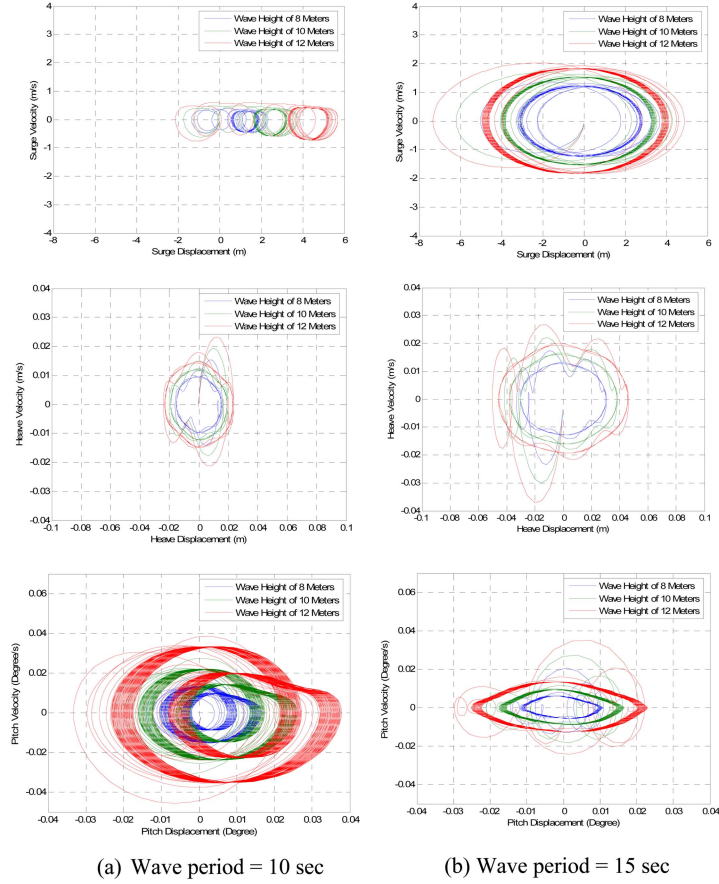 4
3
2
1
0
-1
-2
-3
-4
Surge Velocity (m/s)
Wave Height of 8 Meters
Wave Height of 10 Meters
Wave Height of 12 Meters
-8 -6 -4 -2 0 2 4 6
Surge Displacement (m)
4
3
2
1
0
-1
-2
-3
-4
Surge Velocity (m/s)
Wave Height of 8 Meters
Wave Height of 10 Meters
Wave Height of 12 Meters
-8 -6 -4 -2 0 2 4 6
Surge Displacement (m)
0.04
0.03
0.02
0.01
0
-0.01
-0.02
-0.03
0.04
Heave Velocity (m/s)
Wave Height of 8 Meters
Wave Height of 10 Meters
Wave Height of 12 Meters
-0.1 -0.08 -0.06 -0.04 -0.02 0 0.02 0.04 0.06 0.08 0.1
Heave Displacement (m)
0.04
0.03
0.02
0.01
0
-0.01
-0.02
-0.03
-0.04
Heave Velocity (m/s)
Wave Height of 8 Meters
Wave Height of 10 Meters
Wave Height of 12 Meters
-0.1 -0.08 -0.06 -0.04 -0.02 0 0.02 0.04 0.06 0.08 0.1
Heave Displacement (m)
0.06
0.04
0.02
0
-0.02
-0.04
Pitch Velocity (Degree/s)
Wave Height of 8 Meters
Wave Height of 10 Meters
Wave Height of 12 Meters
-0.04 -0.03 -0.02 -0.01 0 0.01 0.02 0.03 0.04
Pitch Displacement (Degree)
0.06
0.04
0.02
0
-0.02
-0.04
Pitch Velocity (Degree/s)
Wave Height of 8 Meters
Wave Height of 10 Meters
Wave Height of 12 Meters
-0.04 -0.03 -0.02 -0.01 0 0.01 0.02 0.03 0.04
Pitch Displacement (Degree)
(a) Wave period = 10 sec
(b) Wave period = 15 sec